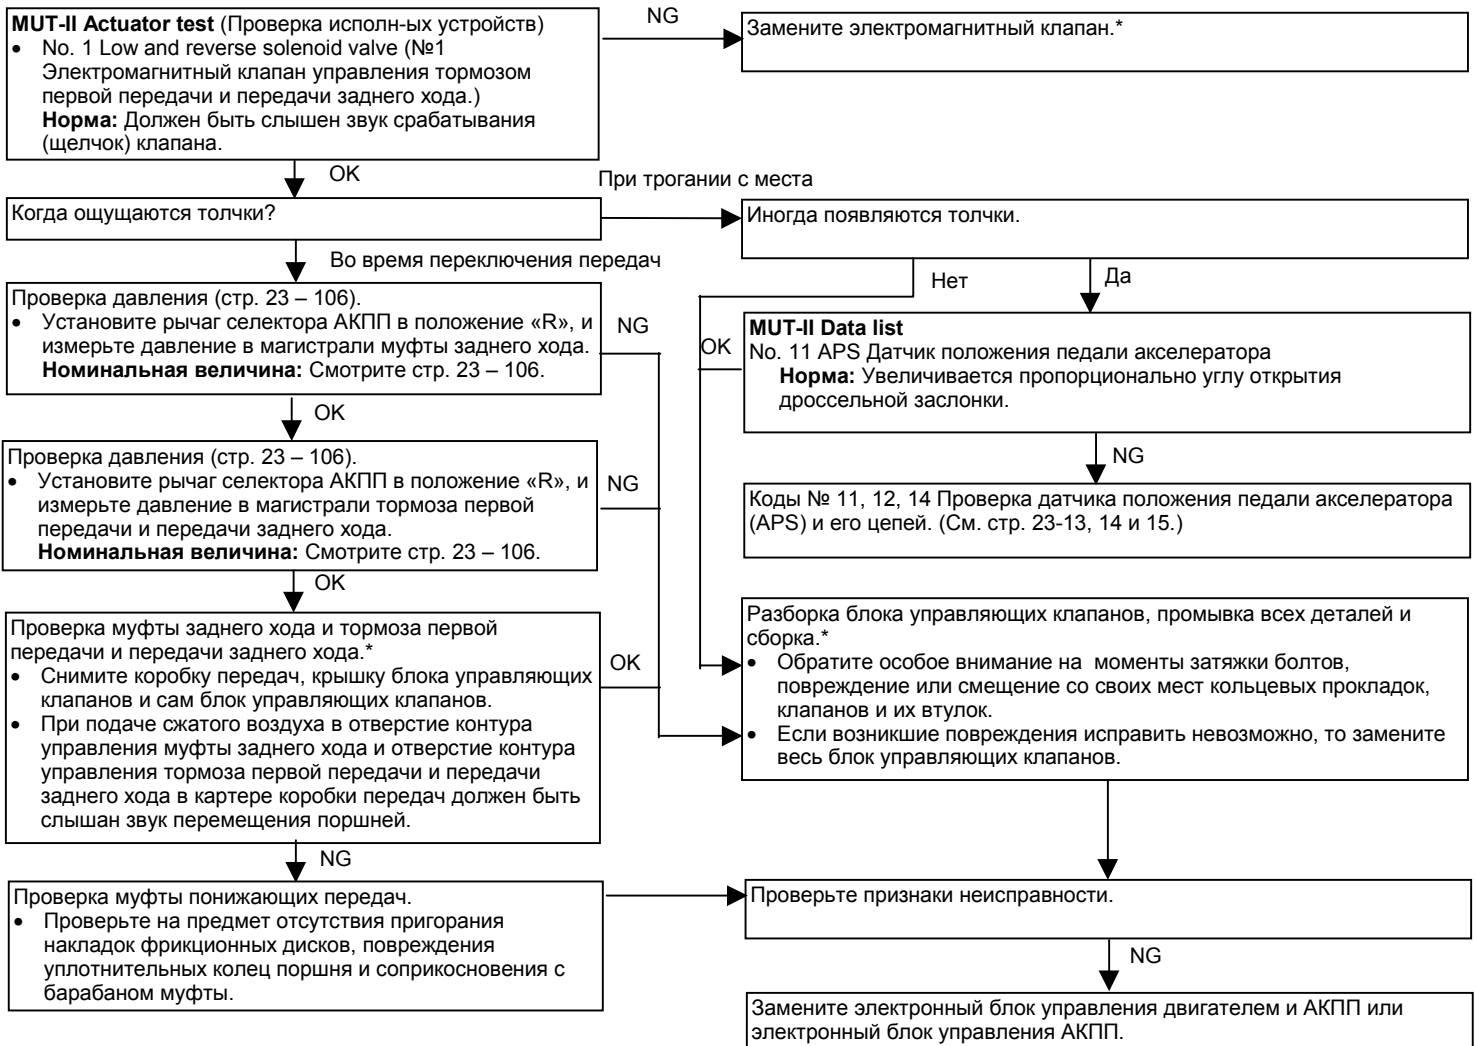 MUT-II Actuator test (Проверка исполн-ых устройств)
• No. 1 Low and reverse solenoid valve (№1
Электромагнитный клапан управления тормозом
первой передачи и передачи заднего хода.)
Норма: Должен быть слышен звук срабатывания
(щелчок) клапана.
NG
Замените электромагнитный клапан.*
OK
При трогании с места
Когда ощущаются толчки?
Иногда появляются толчки.
Во время переключения передач
Нет
Да
Проверка давления (стр. 23 – 106).
• Установите рычаг селектора АКПП в положение «R», и
измерьте давление в магистрали муфты заднего хода.
Номинальная величина: Смотрите стр. 23 – 106.
NG
OK
MUT-II Data list
No. 11 APS Датчик положения педали акселератора
Норма: Увеличивается пропорционально углу открытия
дроссельной заслонки.
OK
NG
Проверка давления (стр. 23 – 106).
• Установите рычаг селектора АКПП в положение «R», и
измерьте давление в магистрали тормоза первой
передачи и передачи заднего хода.
Номинальная величина: Смотрите стр. 23 – 106.
NG
Коды № 11, 12, 14 Проверка датчика положения педали акселератора
(APS) и его цепей. (См. стр. 23-13, 14 и 15.)
OK
Проверка муфты заднего хода и тормоза первой
передачи и передачи заднего хода.*
• Снимите коробку передач, крышку блока управляющих
клапанов и сам блок управляющих клапанов.
• При подаче сжатого воздуха в отверстие контура
управления муфты заднего хода и отверстие контура
управления тормоза первой передачи и передачи
заднего хода в картере коробки передач должен быть
слышан звук перемещения поршней.
OK
Разборка блока управляющих клапанов, промывка всех деталей и
сборка.*
• Обратите особое внимание на моменты затяжки болтов,
повреждение или смещение со своих мест кольцевых прокладок,
клапанов и их втулок.
• Если возникшие повреждения исправить невозможно, то замените
весь блок управляющих клапанов.
NG
Проверка муфты понижающих передач.
• Проверьте на предмет отсутствия пригорания
накладок фрикционных дисков, повреждения
уплотнительных колец поршня и соприкосновения с
барабаном муфты.
Проверьте признаки неисправности.
NG
Замените электронный блок управления двигателем и АКПП или
электронный блок управления АКПП.